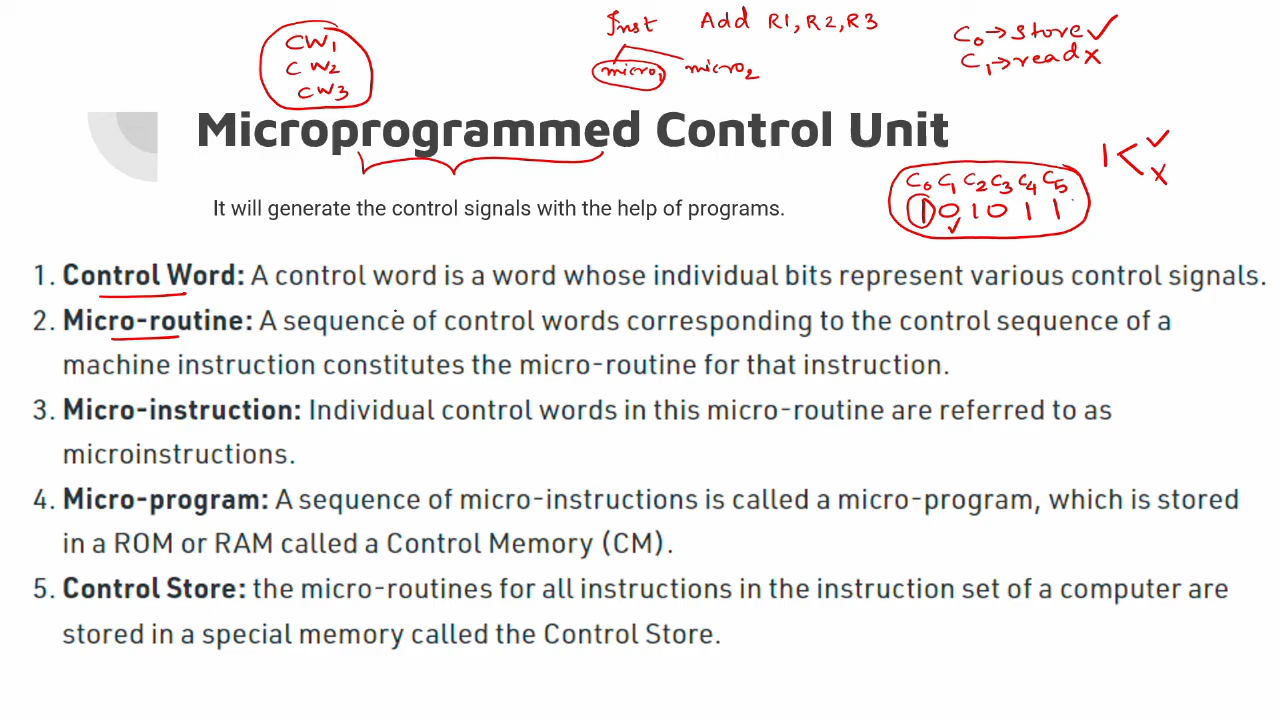 CW1
CW2
CW3
Inst Add R1, R2, R3
micro1 micro2
C0→store✓
C1→read x
Microprogrammed Control Unit
It will generate the control signals with the help of programs.
C0 C1 C2 C3 C4 C5
1 0 1 0 1 1
✓
1 < ✓
x
1. Control Word: A control word is a word whose individual bits represent various control signals.
2. Micro-routine: A sequence of control words corresponding to the control sequence of a
machine instruction constitutes the micro-routine for that instruction.
3. Micro-instruction: Individual control words in this micro-routine are referred to as
microinstructions.
4. Micro-program: A sequence of micro-instructions is called a micro-program, which is stored
in a ROM or RAM called a Control Memory (CM).
5. Control Store: the micro-routines for all instructions in the instruction set of a computer are
stored in a special memory called the Control Store.